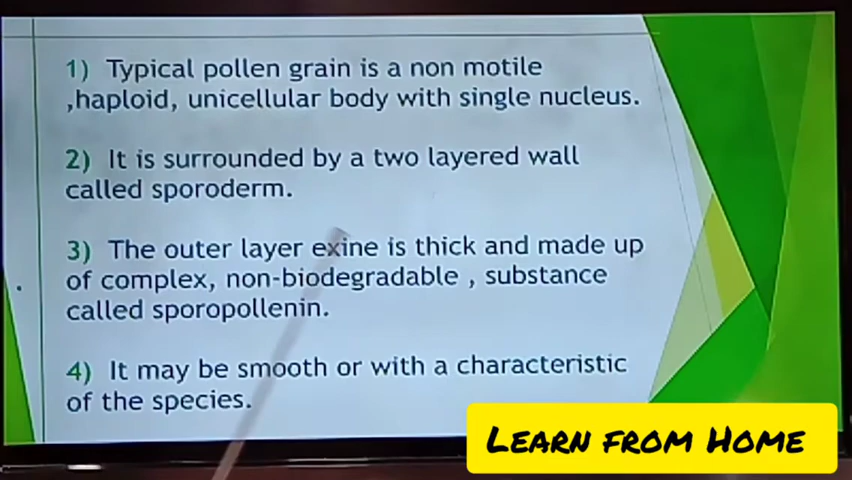 1) Typical pollen grain is a non motile
,haploid, unicellular body with single nucleus.
2) It is surrounded by a two layered wall
called sporoderm.
3) The outer layer exine is thick and made up
of complex, non-biodegradable , substance
called sporopollenin.
4) It may be smooth or with a characteristic
of the species.
LEARN FROM HOME